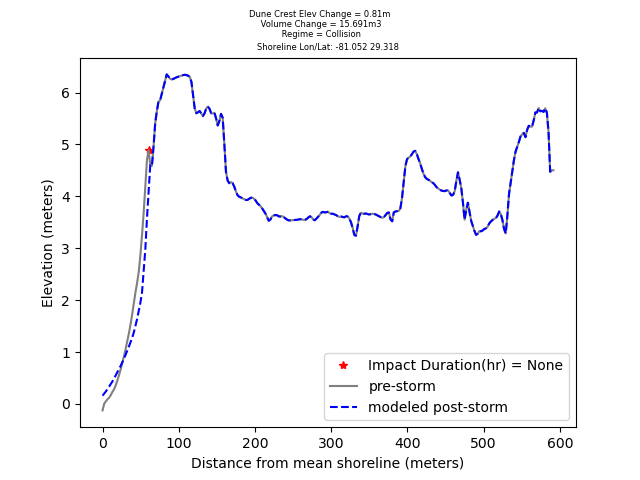 Dune Crest Elev Change = 0.81m
Volume Change = 15.691m3
Regime = Collision
Shoreline Lon/Lat: -81.052 29.318
6
5
4
3
2
1
0
Elevation (meters)
Impact Duration(hr) = None
pre-storm
modeled post-storm
0 100 200 300 400 500 600
Distance from mean shoreline (meters)